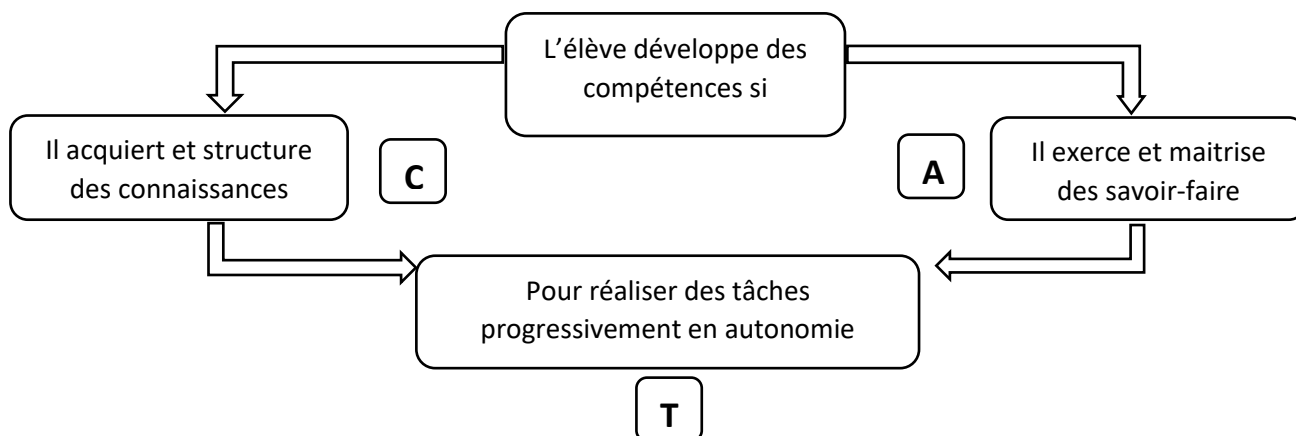 L’élève développe des
compétences si
Il acquiert et structure
des connaissances
C
A
Il exerce et maitrise
des savoir-faire
Pour réaliser des tâches
progressivement en autonomie
T